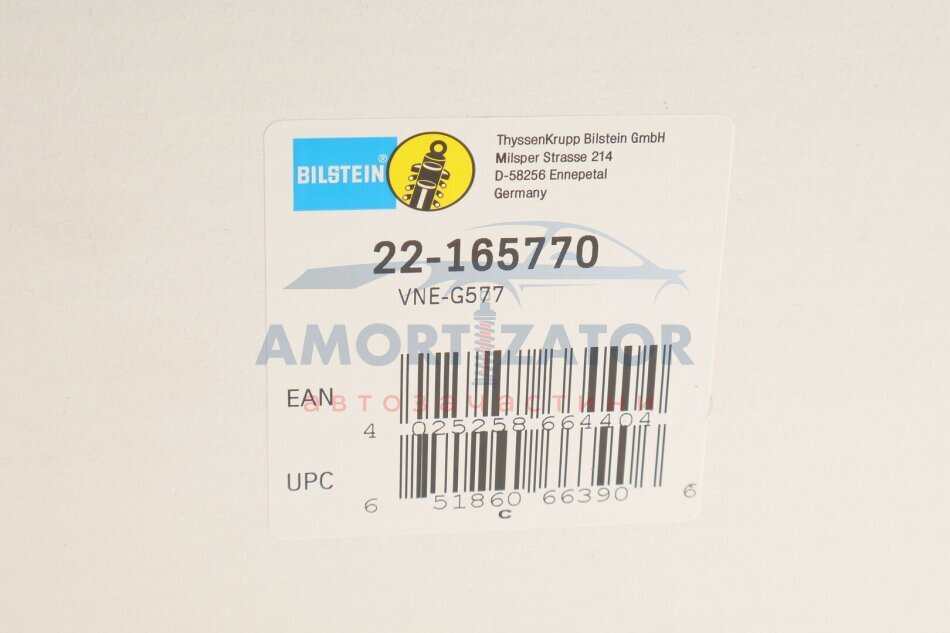 BILSTEIN®
ThyssenKrupp Bilstein GmbH
Milsper Strasse 214
D-58256 Ennepetal
Germany
22-165770
VNE-G577
AMORTIZATOR
автозачастини
EAN
4 025258 664404
UPC
6 51860 66390 6
C